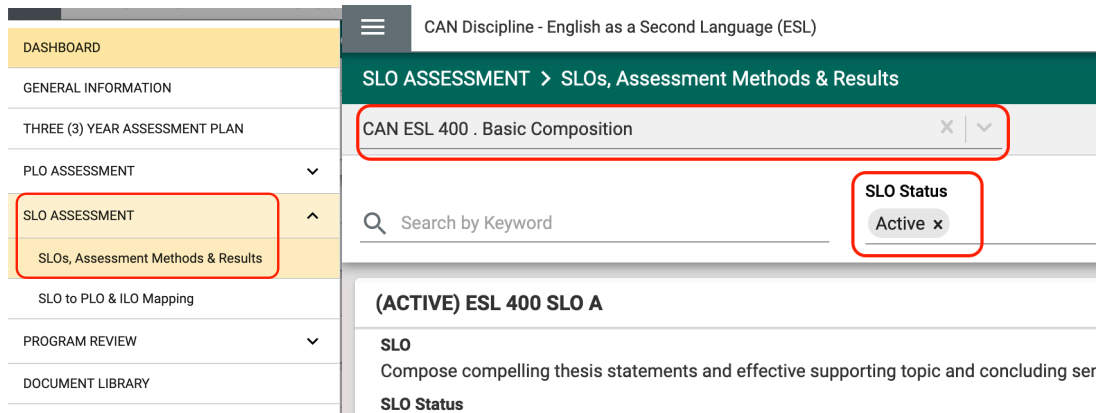 DASHBOARD
GENERAL INFORMATION
THREE (3) YEAR ASSESSMENT PLAN
PLO ASSESSMENT
SLO ASSESSMENT
SLOs, Assessment Methods & Results
SLO to PLO & ILO Mapping
PROGRAM REVIEW
DOCUMENT LIBRARY
CAN Discipline - English as a Second Language (ESL)
SLO ASSESSMENT > SLOs, Assessment Methods & Results
CAN ESL 400 . Basic Composition
Search by Keyword
SLO Status
Active x
(ACTIVE) ESL 400 SLO A
SLO
Compose compelling thesis statements and effective supporting topic and concluding
SLO Status